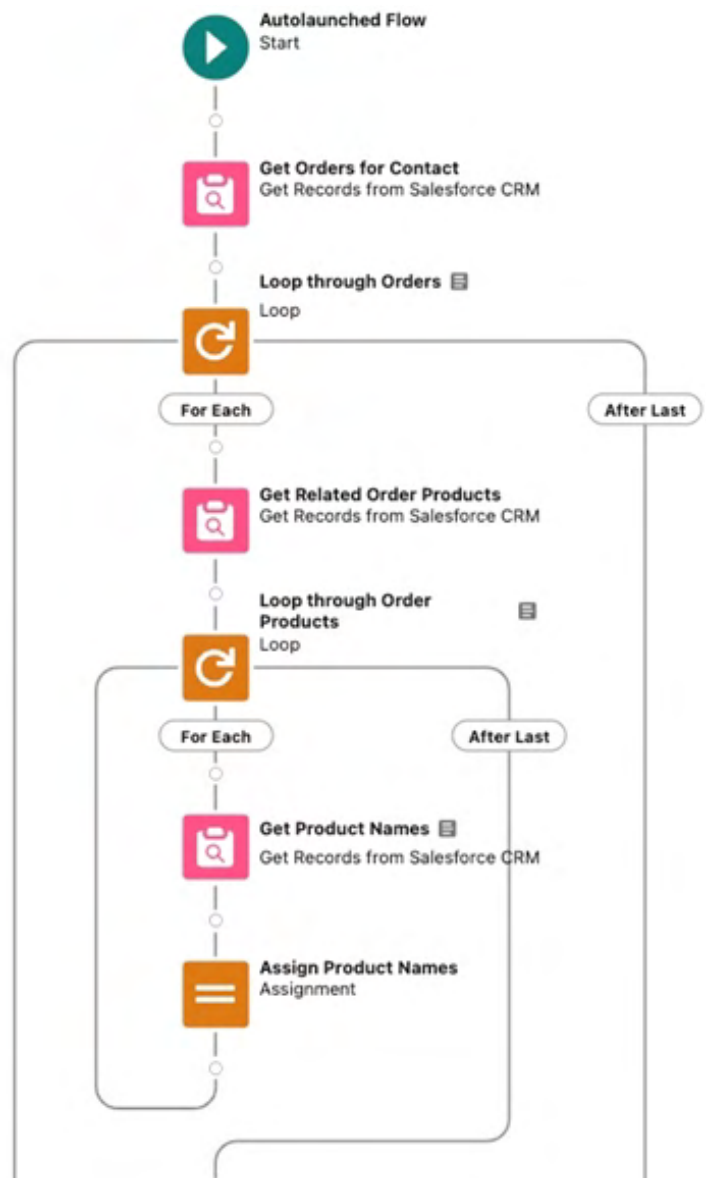 Autolaunched Flow
Start
Get Orders for Contact
Get Records from Salesforce CRM
Loop through Orders
Loop
For Each
After Last
Get Related Order Products
Get Records from Salesforce CRM
Loop through Order
Products
Loop
For Each
After Last
Get Product Names
Get Records from Salesforce CRM
Assign Product Names
Assignment